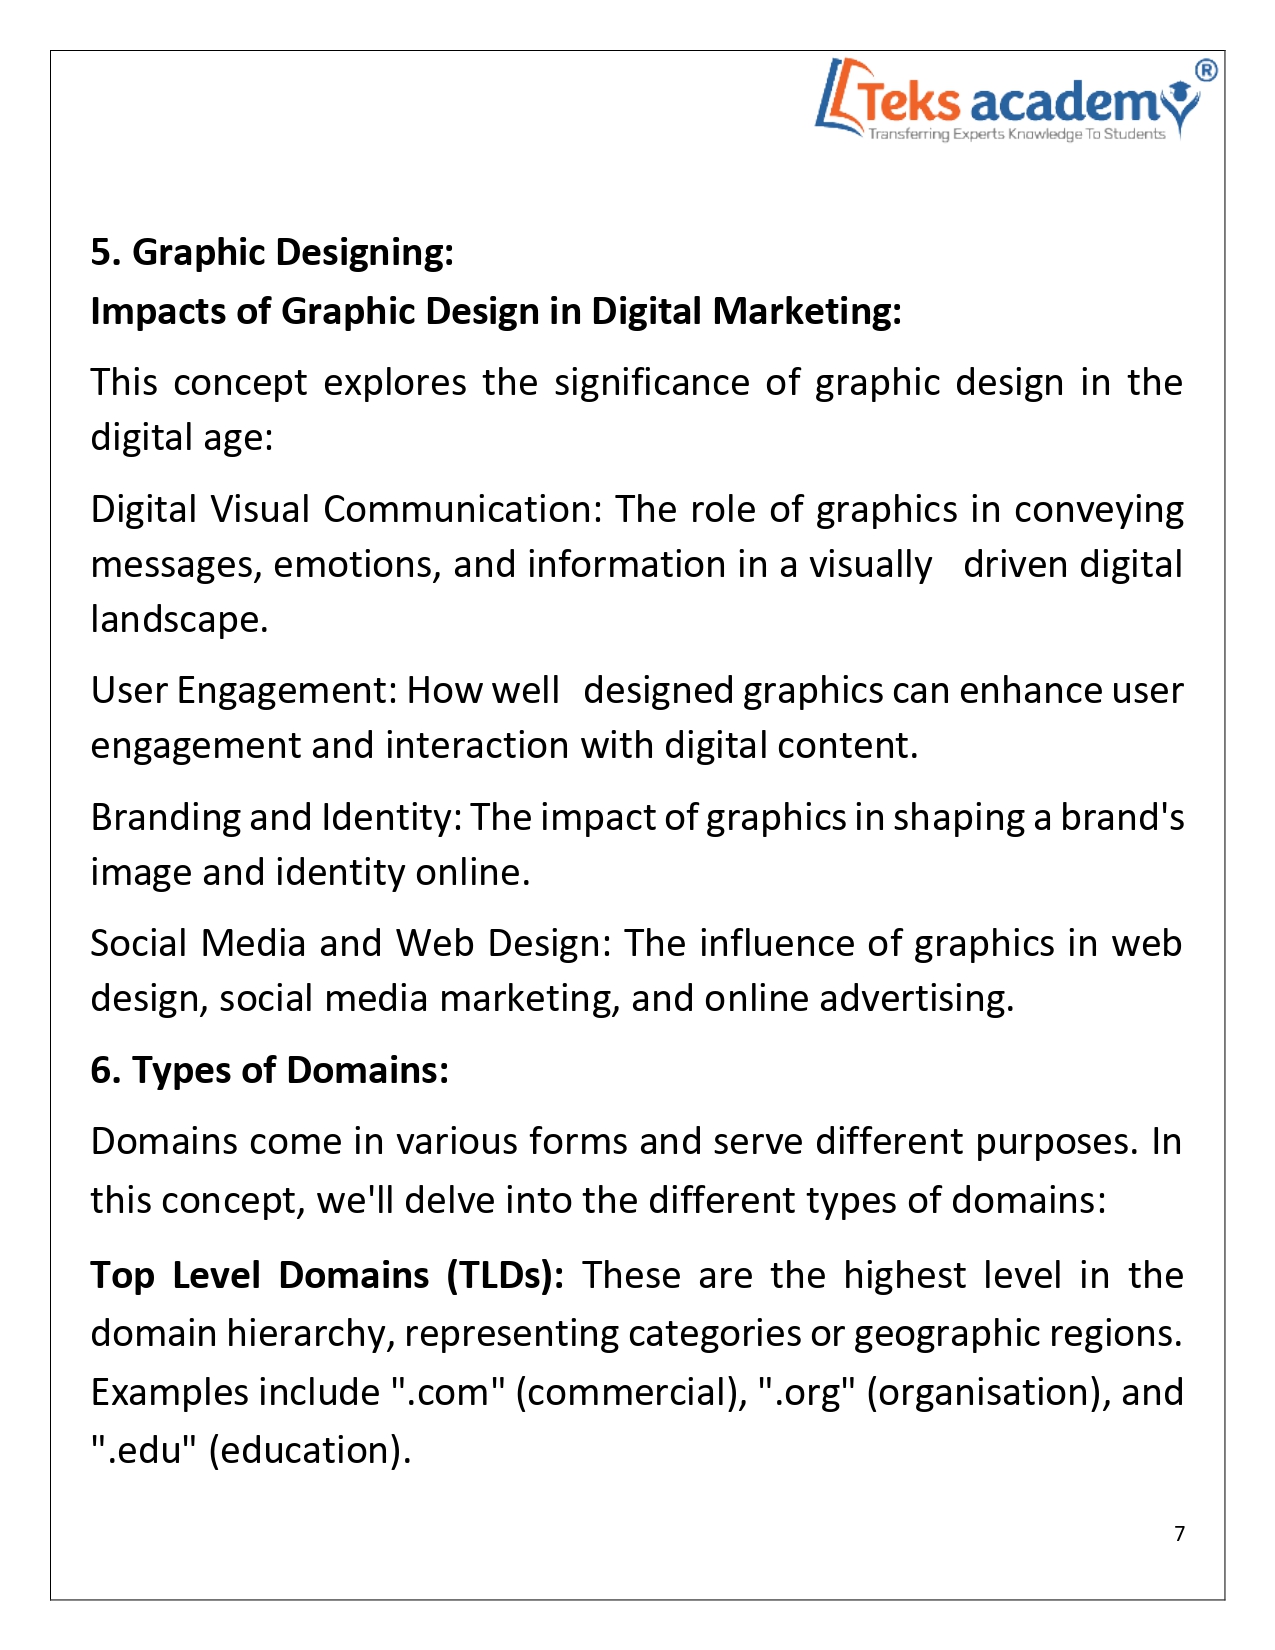 Teks academy®
Transferring Experts Knowledge To Students
5. Graphic Designing:
Impacts of Graphic Design in Digital Marketing:
This concept explores the significance of graphic design in the
digital age:
Digital Visual Communication: The role of graphics in conveying
messages, emotions, and information in a visually   driven digital
landscape.
User Engagement: How well  designed graphics can enhance user
engagement and interaction with digital content.
Branding and Identity: The impact of graphics in shaping a brand's
image and identity online.
Social Media and Web Design: The influence of graphics in web
design, social media marketing, and online advertising.
6. Types of Domains:
Domains come in various forms and serve different purposes. In
this concept, we'll delve into the different types of domains:
Top Level Domains (TLDs): These are the highest level in the
domain hierarchy, representing categories or geographic regions.
Examples include ".com" (commercial), ".org" (organisation), and
".edu" (education).
7